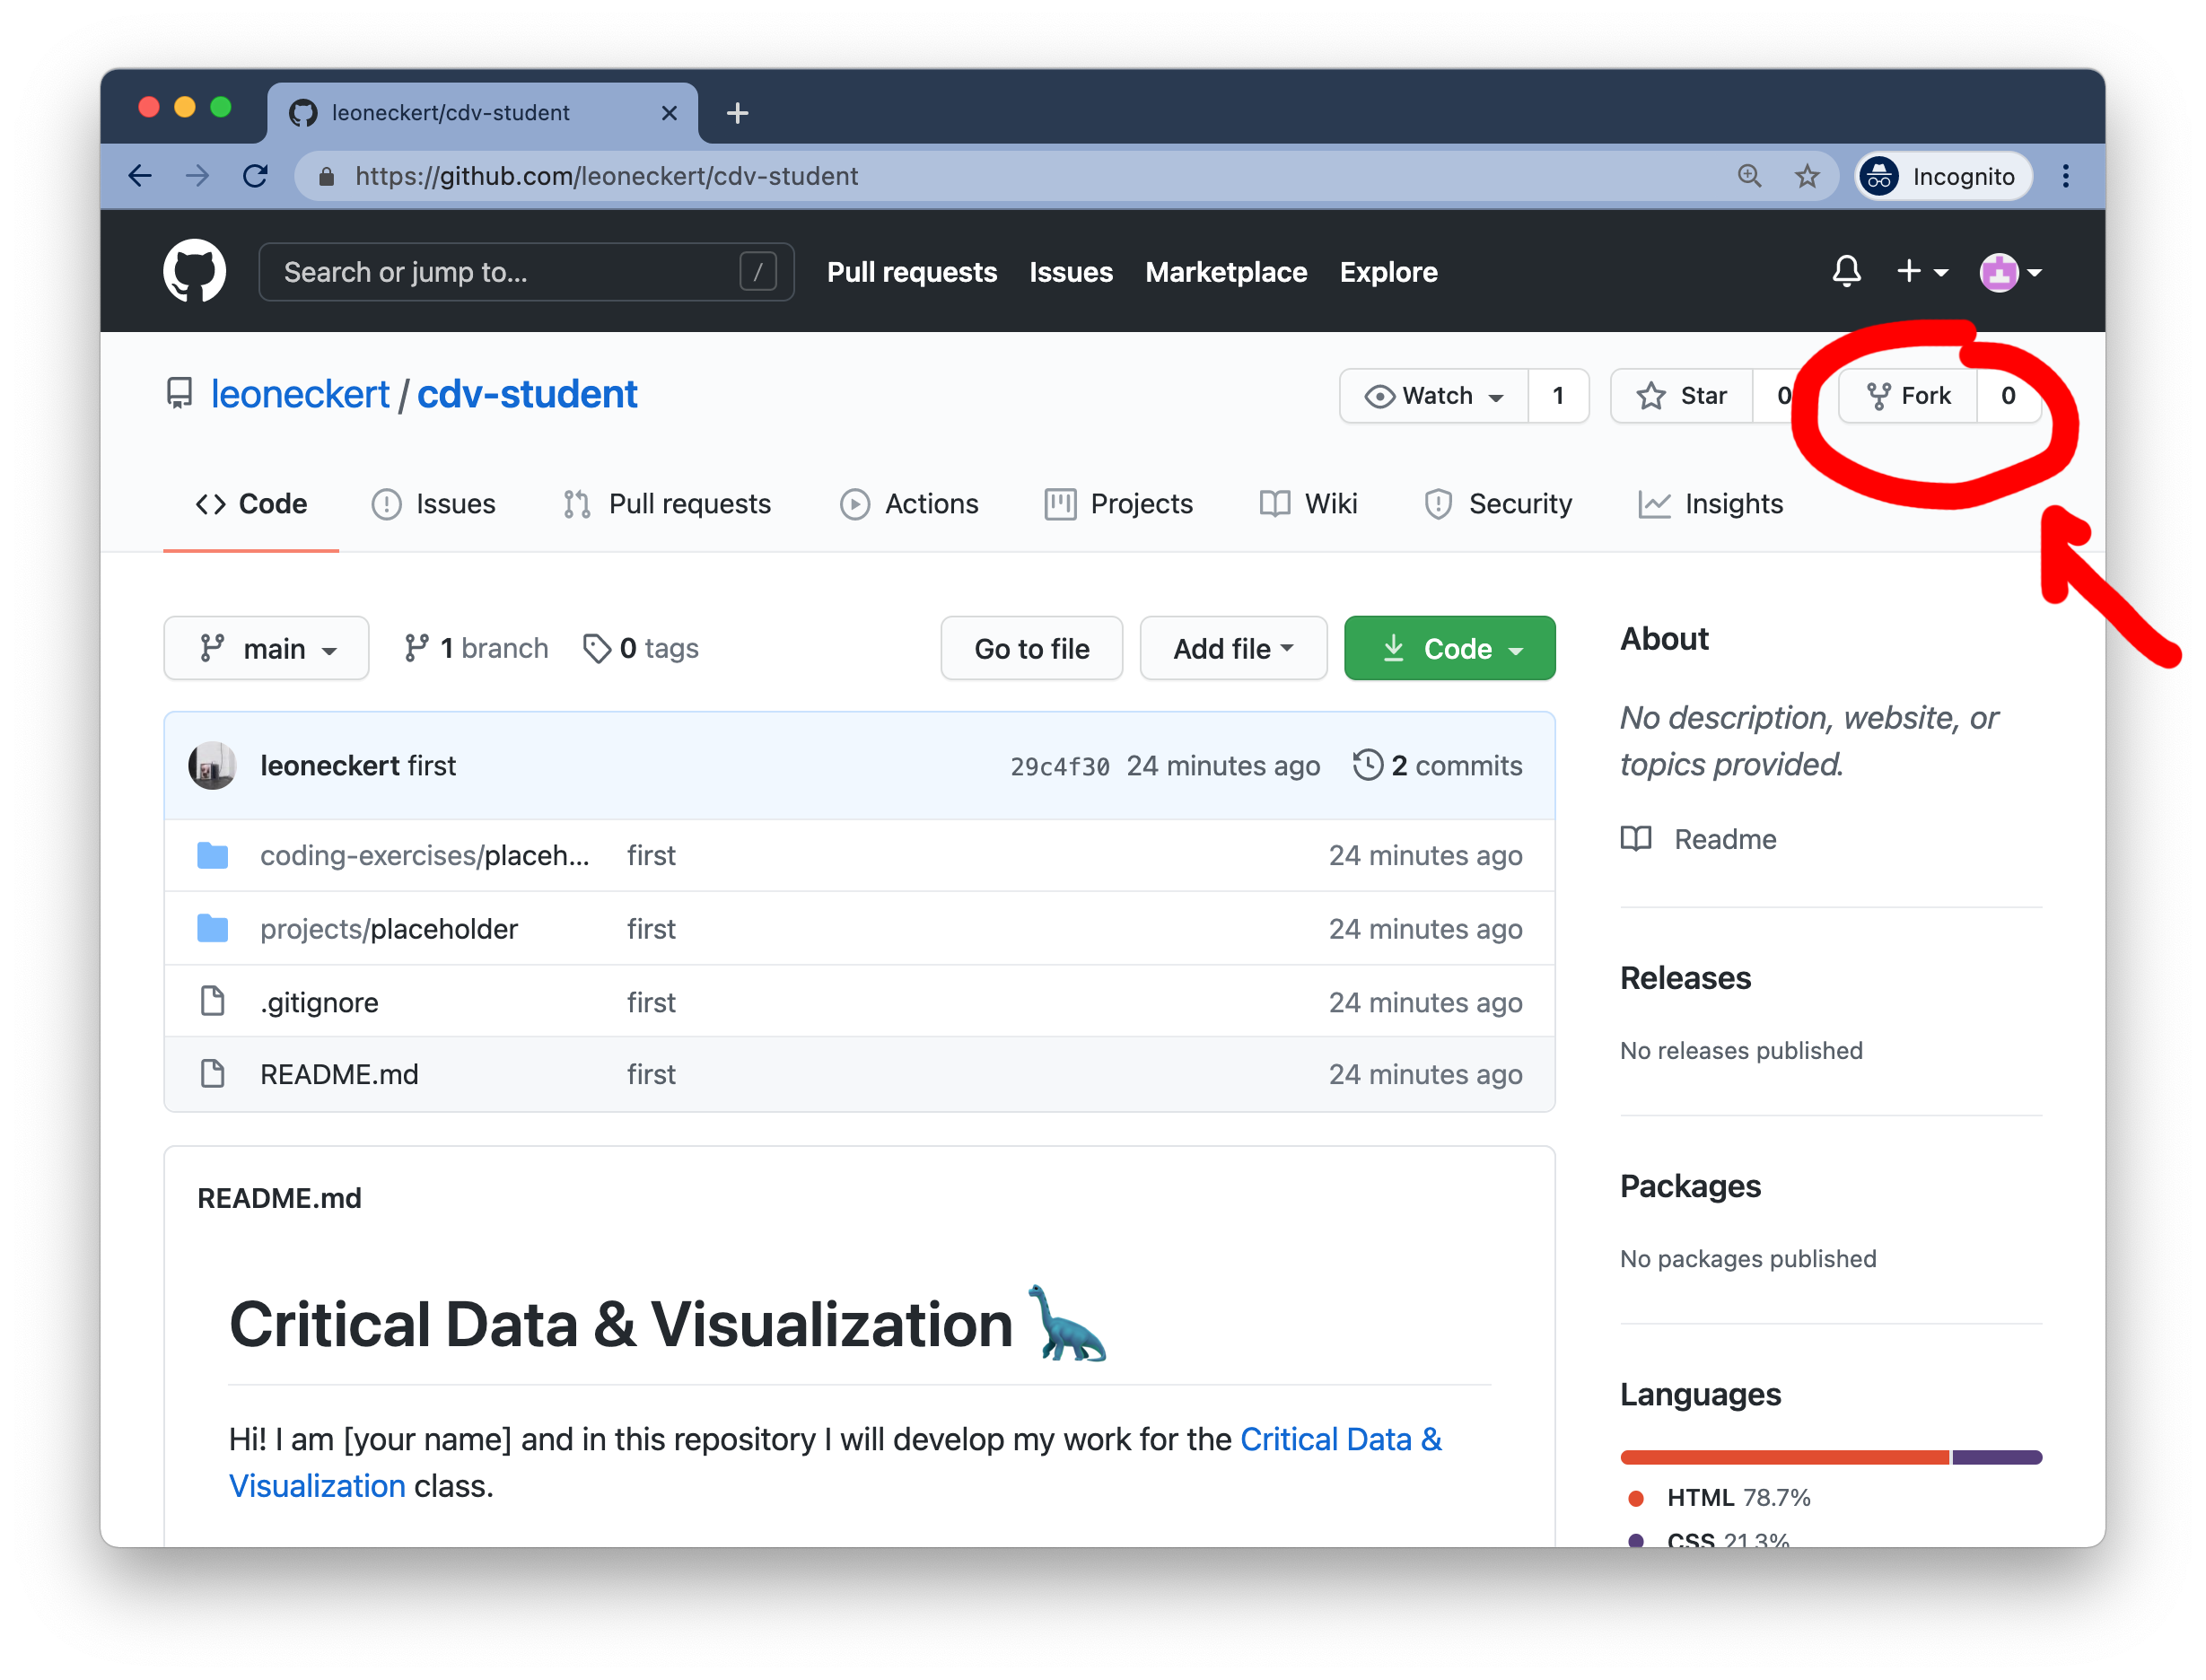 leoneckert/cdv-student
https://github.com/leoneckert/cdv-student
Incognito
Search or jump to...
/
Pull requests Issues Marketplace Explore
leoneckert / cdv-student
Watch 1
Star 0
Fork 0
Code Issues Pull requests Actions Projects Wiki Security Insights
main 1 branch 0 tags Go to file Add file Code
leoneckert first 29c4f30 24 minutes ago 2 commits
coding-exercises/placeh... first 24 minutes ago
projects/placeholder first 24 minutes ago
.gitignore first 24 minutes ago
README.md first 24 minutes ago
README.md
Critical Data & Visualization
Hi! I am [your name] and in this repository I will develop my work for the Critical Data &
Visualization class.
About
No description, website, or
topics provided.
Readme
Releases
No releases published
Packages
No packages published
Languages
HTML 78.7%
CSS 21.3%